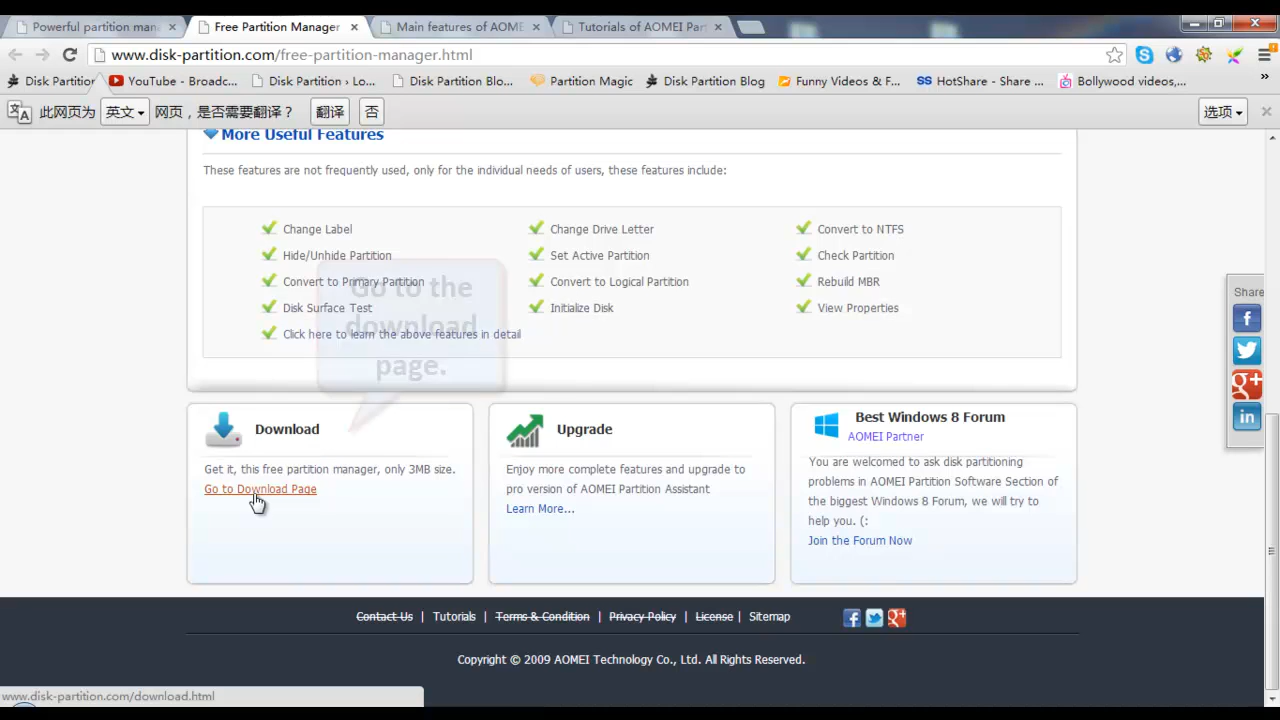 Powerful partition man
Free Partition Manager
Main features of AOME
Tutorials of AOMEI Par
www.disk-partition.com/free-partition-manager.html
Disk Partition
YouTube - Broadc...
Disk Partition › Lo...
Disk Partition Blo...
Partition Magic
Disk Partition Blog
Funny Videos & F...
HotShare - Share ...
Bollywood videos,...
此网页为 英文 网页，是否需要翻译？ 翻译 否 选项
More Useful Features
These features are not frequently used, only for the individual needs of users, these features include:
Change Label
Change Drive Letter
Convert to NTFS
Hide/Unhide Partition
Set Active Partition
Check Partition
Convert to Primary Partition
Convert to Logical Partition
Rebuild MBR
Disk Surface Test
Initialize Disk
View Properties
Click here to learn the above features in detail
Go to the
download
page.
Share
Download
Get it, this free partition manager, only 3MB size.
Go to Download Page
Upgrade
Enjoy more complete features and upgrade to
pro version of AOMEI Partition Assistant
Learn More...
Best Windows 8 Forum
AOMEI Partner
You are welcomed to ask disk partitioning
problems in AOMEI Partition Software Section of
the biggest Windows 8 Forum, we will try to
help you. (:
Join the Forum Now
Contact Us | Tutorials | Terms & Condition | Privacy Policy | License | Sitemap
Copyright © 2009 AOMEI Technology Co., Ltd. All Rights Reserved.
www.disk-partition.com/download.html